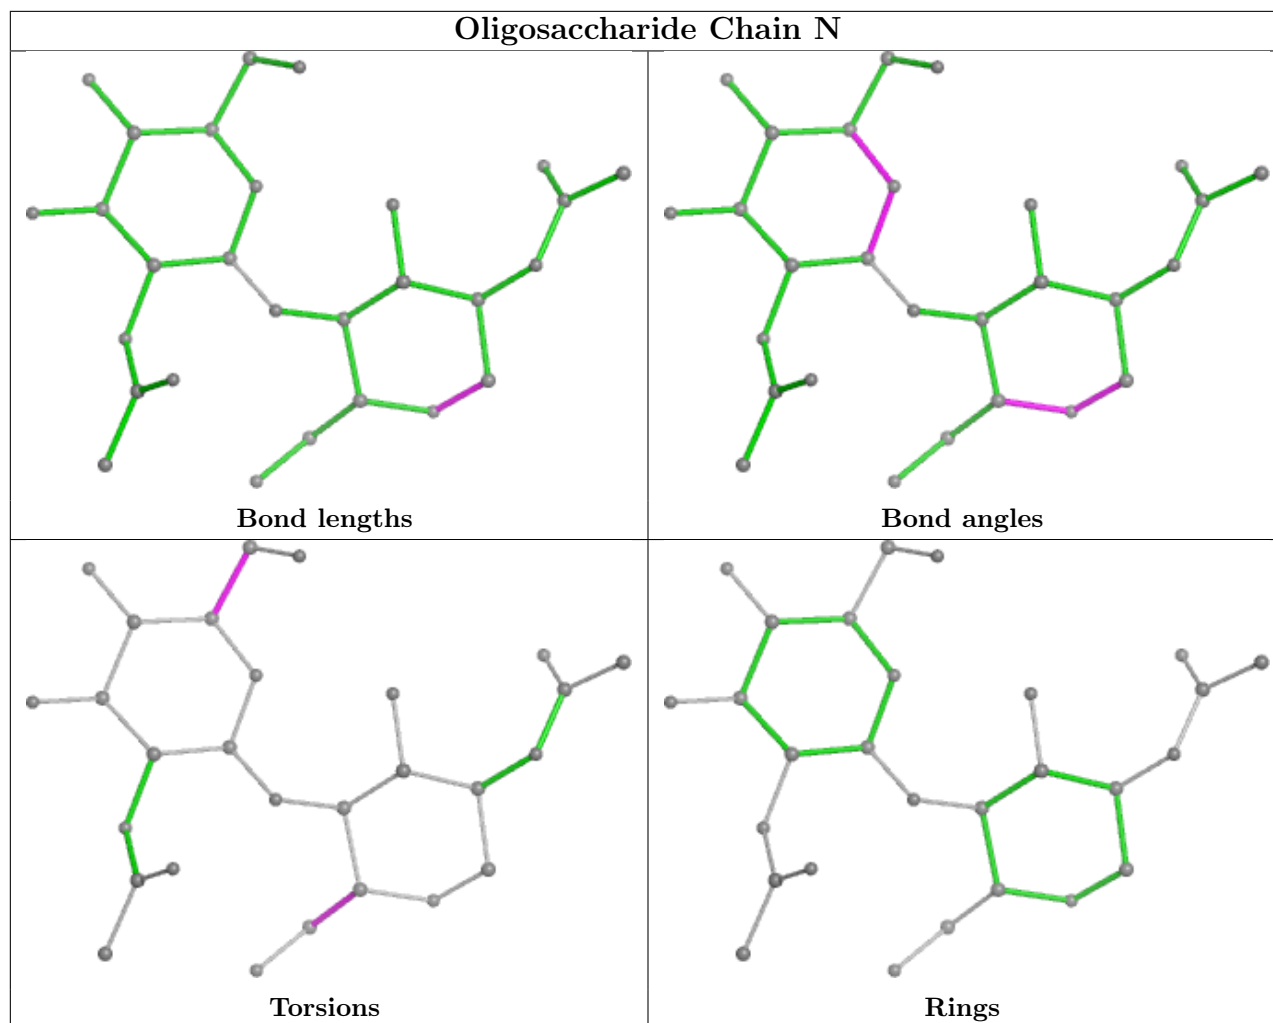 Oligosaccharide Chain N
Bond lengths
Bond angles
Torsions
Rings